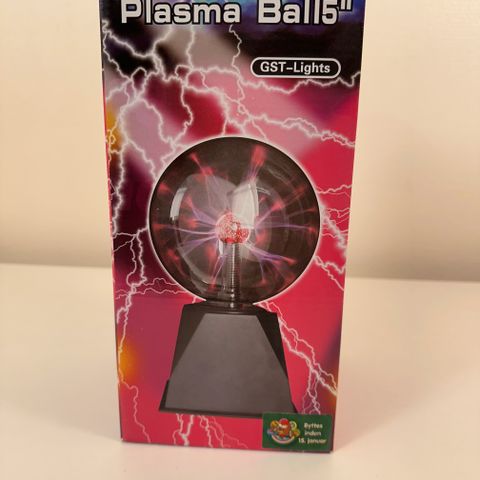 Plasma Ball5"
GST-Lights
Byttes
inden
15. januar